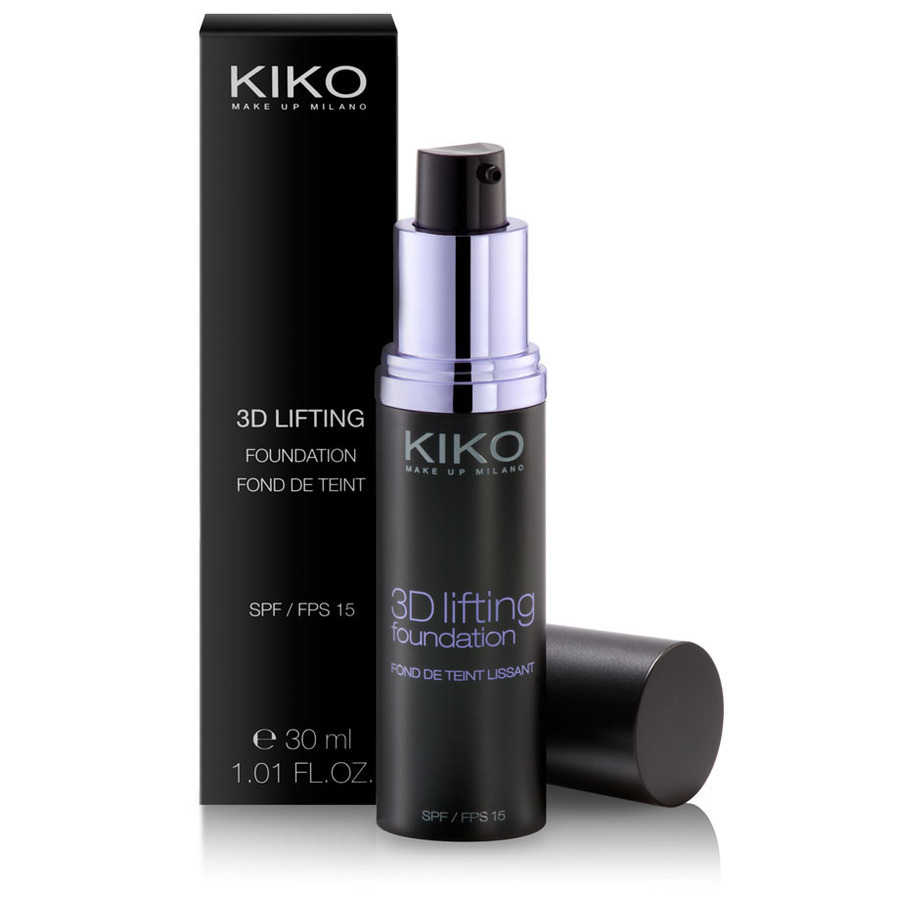 KIKO
MAKE UP MILANO
3D LIFTING
FOUNDATION
FOND DE TEINT
SPF / FPS 15
℮ 30 ml
1.01 FL.OZ.
KIKO
MAKE UP MILANO
3D lifting
foundation
FOND DE TEINT LISSANT
SPF / FPS 15